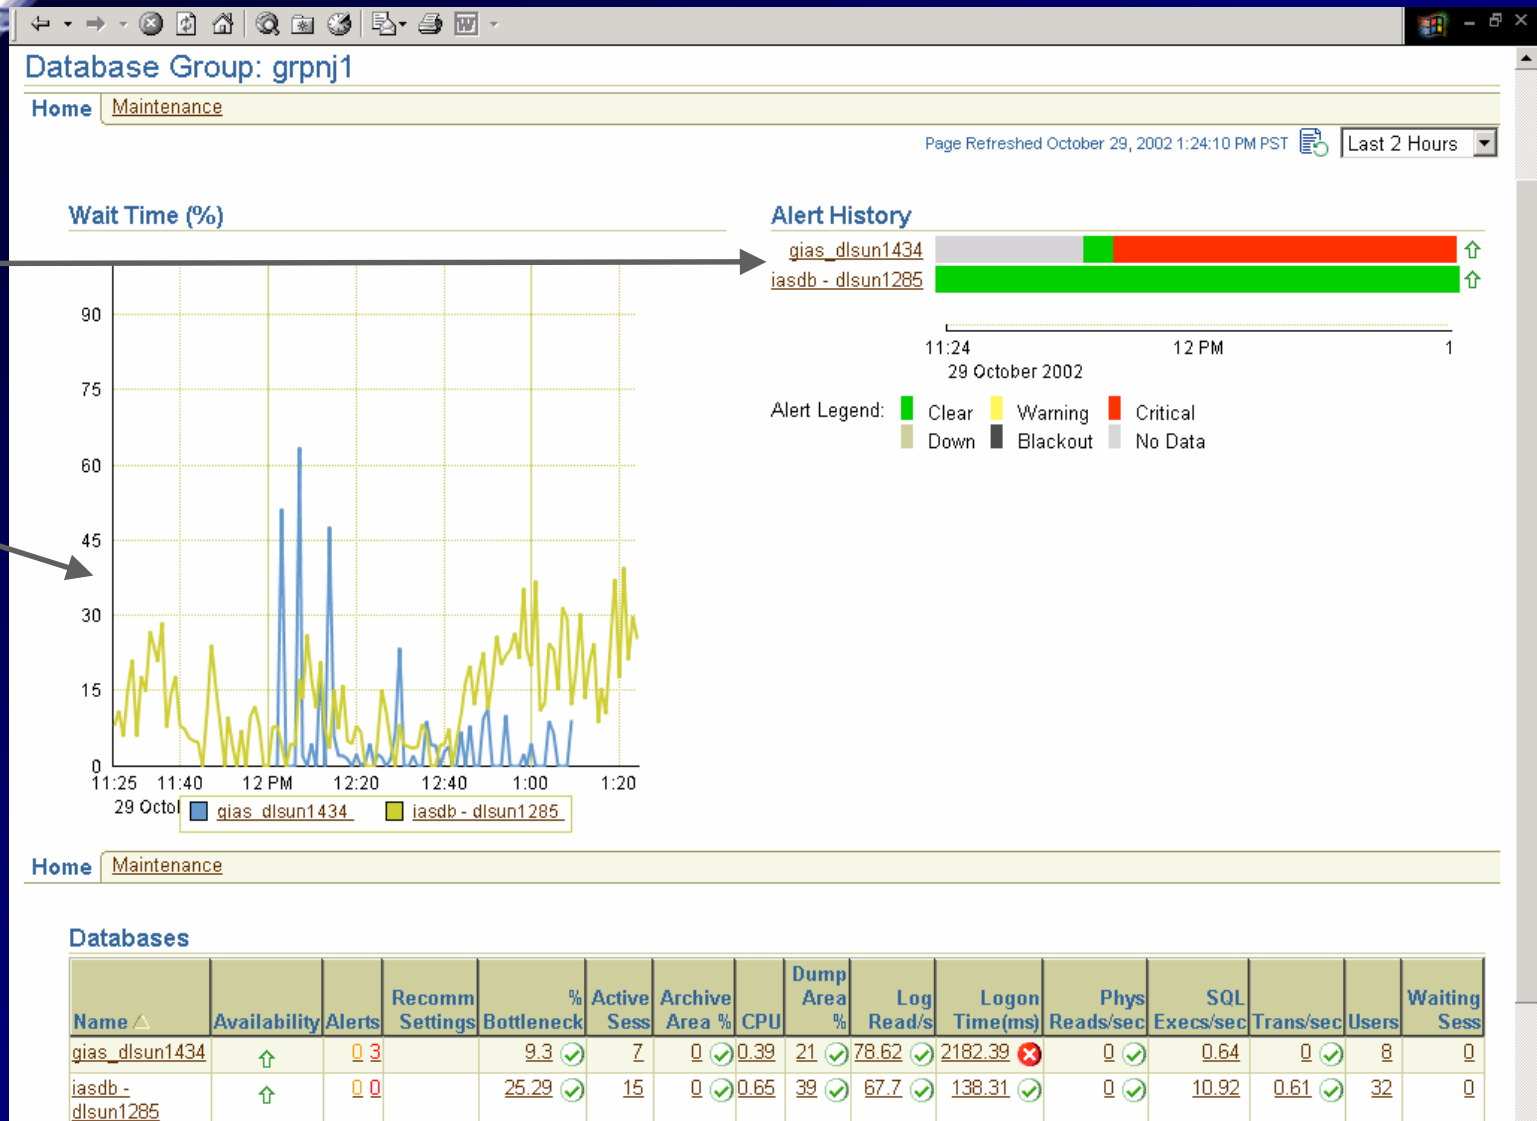 Database Group: grpnj1
Home Maintenance
Page Refreshed October 29, 2002 1:24:10 PM PST Last 2 Hours
Wait Time (%)
90
75
60
45
30
15
0
11:25 11:40 12 PM 12:20 12:40 1:00 1:20
29 Octo
gias_dlsun1434 iasdb - dlsun1285
Alert History
gias_dlsun1434
iasdb - dlsun1285
11:24 12 PM 1
29 October 2002
Alert Legend: Clear Warning Critical
Down Blackout No Data
Home Maintenance
Databases
Name Availability Alerts Recomm Settings % Bottleneck Active Sess Archive Area % CPU Dump Area % Log Read/s Logon Time(ms) Phys Reads/sec SQL Execs/sec Trans/sec Users Waiting Sess
gias_dlsun1434 0 3 9.3 7 0 0.39 21 78.62 2182.39 0 0.64 0 8 0
iasdb - dlsun1285 0 0 25.29 15 0 0.65 39 67.7 138.31 0 10.92 0.61 32 0